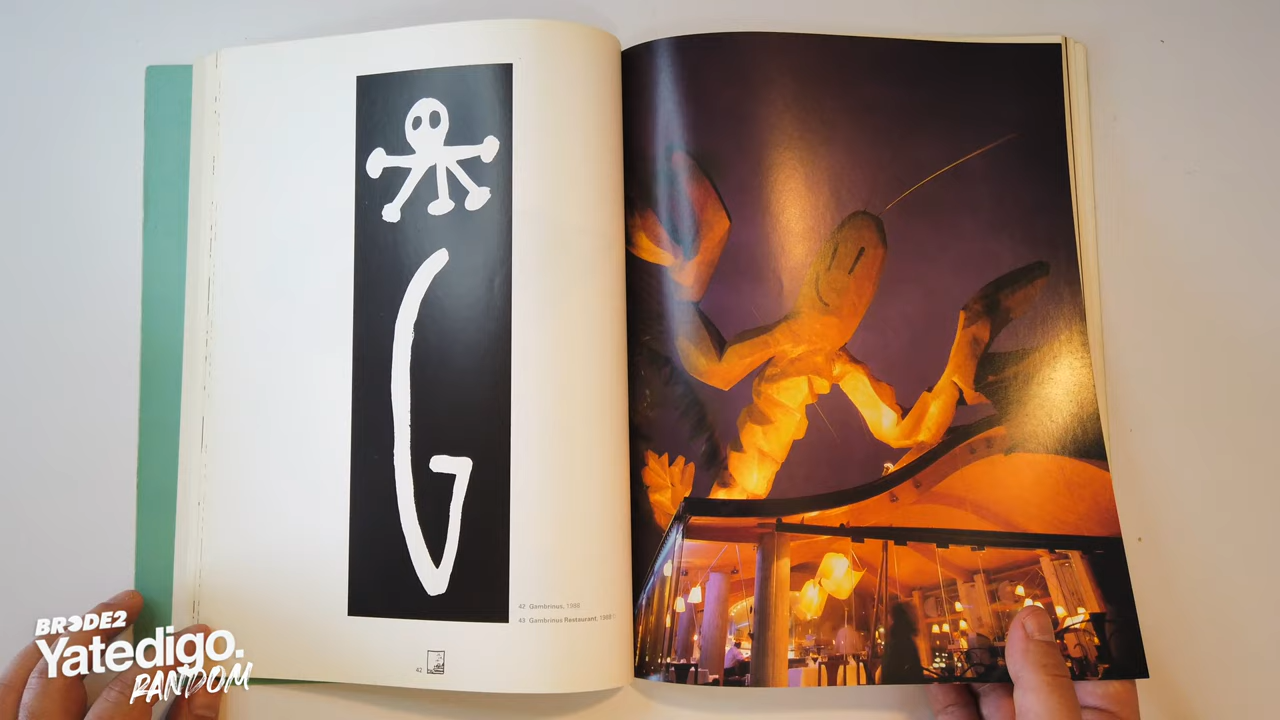 G
42 Gambrinus, 1988
43 Gambrinus Restaurant, 1988
42
BRODE2
Yatedigo.
RANDOM